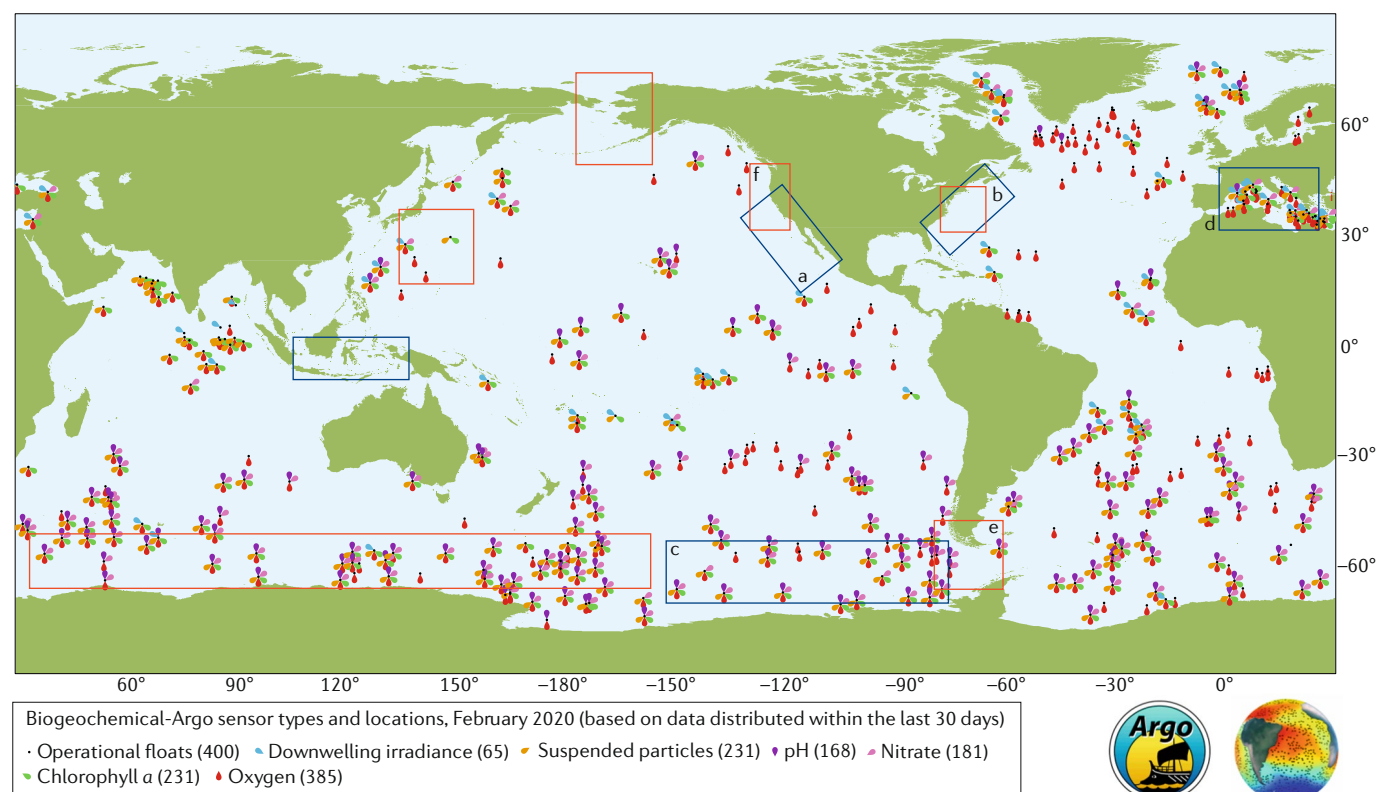 f
b
60°
30°
d
a
0°
−30°
c
e
−60°
60° 90° 120° 150° −180° −150° −120° −90° −60° −30° 0°
Biogeochemical-Argo sensor types and locations, February 2020 (based on data distributed within the last 30 days)
Operational floats (400) Downwelling irradiance (65) Suspended particles (231) pH (168) Nitrate (181)
Chlorophyll a (231) Oxygen (385)
Argo